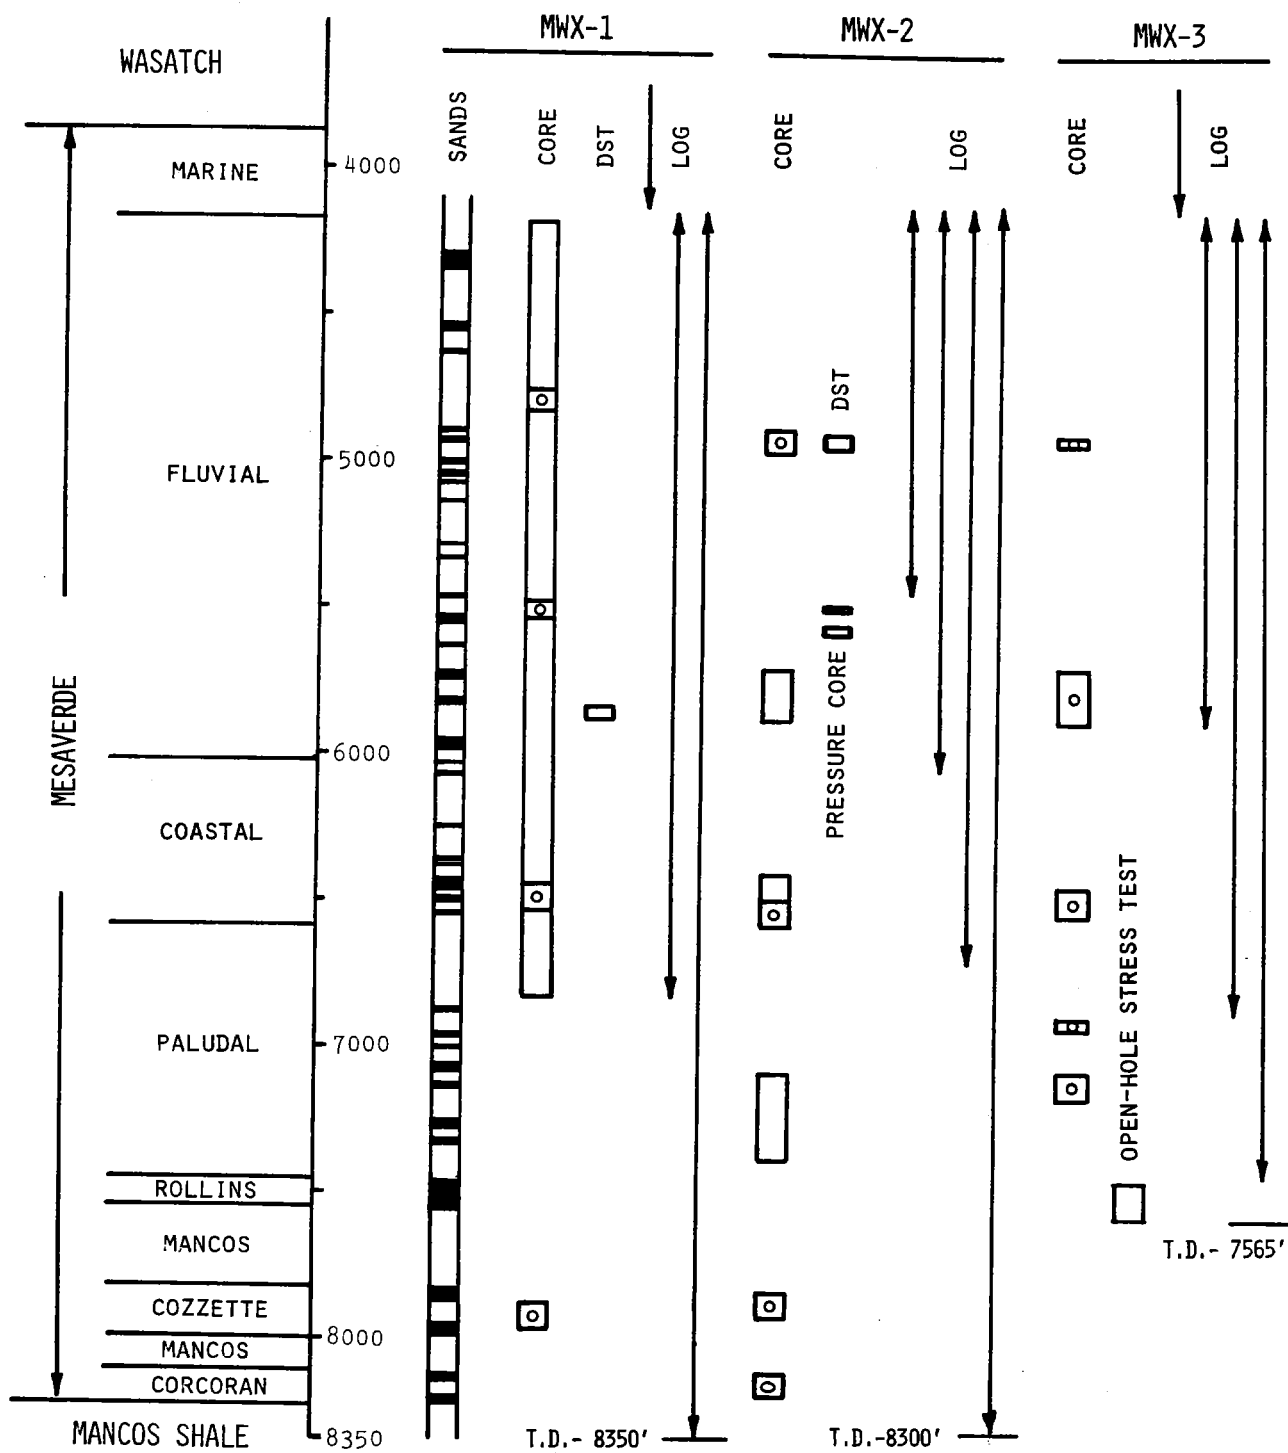 MWX-1
MWX-2
MWX-3
WASATCH
SANDS
CORE
DST
LOG
CORE
LOG
CORE
LOG
4000
MARINE
DST
5000
FLUVIAL
PRESSURE CORE
MESAVERDE
6000
COASTAL
OPEN-HOLE STRESS TEST
7000
PALUDAL
ROLLINS
MANCOS
T.D.- 7565'
COZZETTE
8000
MANCOS
CORCORAN
MANCOS SHALE
8350
T.D.- 8350'
T.D.-8300'